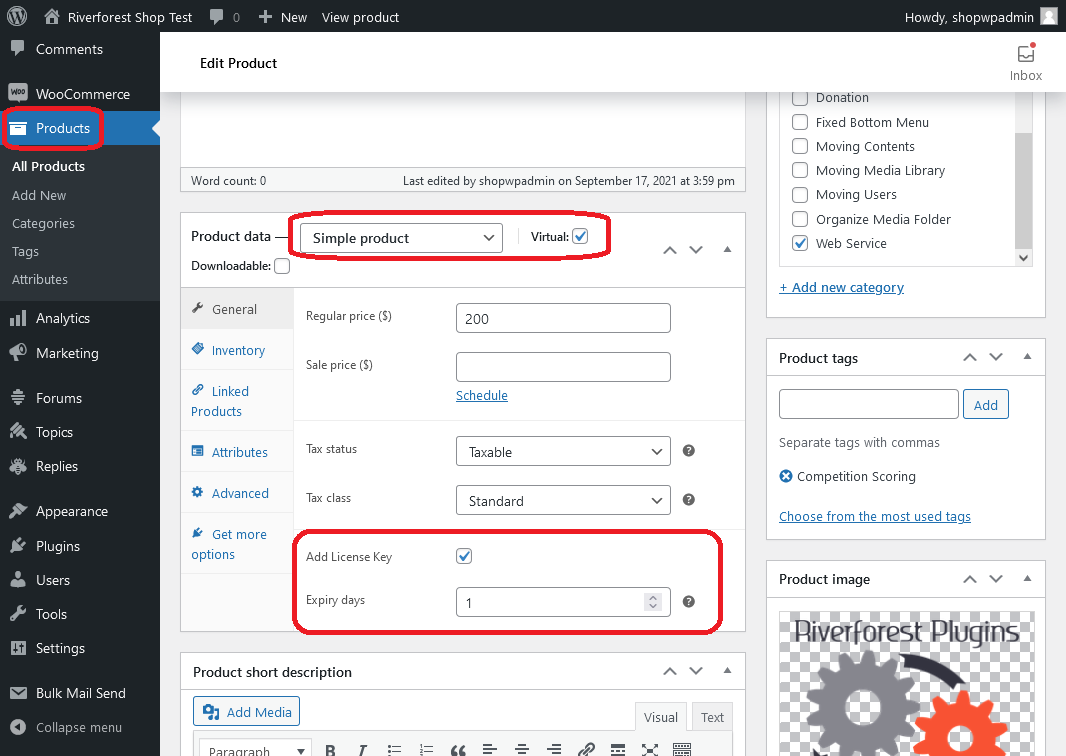 Riverforest Shop Test
0
New
View product
Howdy, shopwpadmin
Comments
WooCommerce
Products
All Products
Add New
Categories
Tags
Attributes
Analytics
Marketing
Forums
Topics
Replies
Appearance
Plugins
Users
Tools
Settings
Bulk Mail Send
Collapse menu
Edit Product
Inbox
Word count: 0
Last edited by shopwpadmin on September 17, 2021 at 3:59 pm
Product data —
Simple product
Virtual:
Downloadable:
General
Inventory
Linked
Products
Attributes
Advanced
Get more
options
Regular price ($)
200
Sale price ($)
Schedule
Tax status
Taxable
Tax class
Standard
Add License Key
Expiry days
1
Product short description
Add Media
Visual
Text
Paragraph
B
I
Donation
Fixed Bottom Menu
Moving Contents
Moving Media Library
Moving Users
Organize Media Folder
Web Service
+ Add new category
Product tags
Add
Separate tags with commas
Competition Scoring
Choose from the most used tags
Product image
Riverforest Plugins